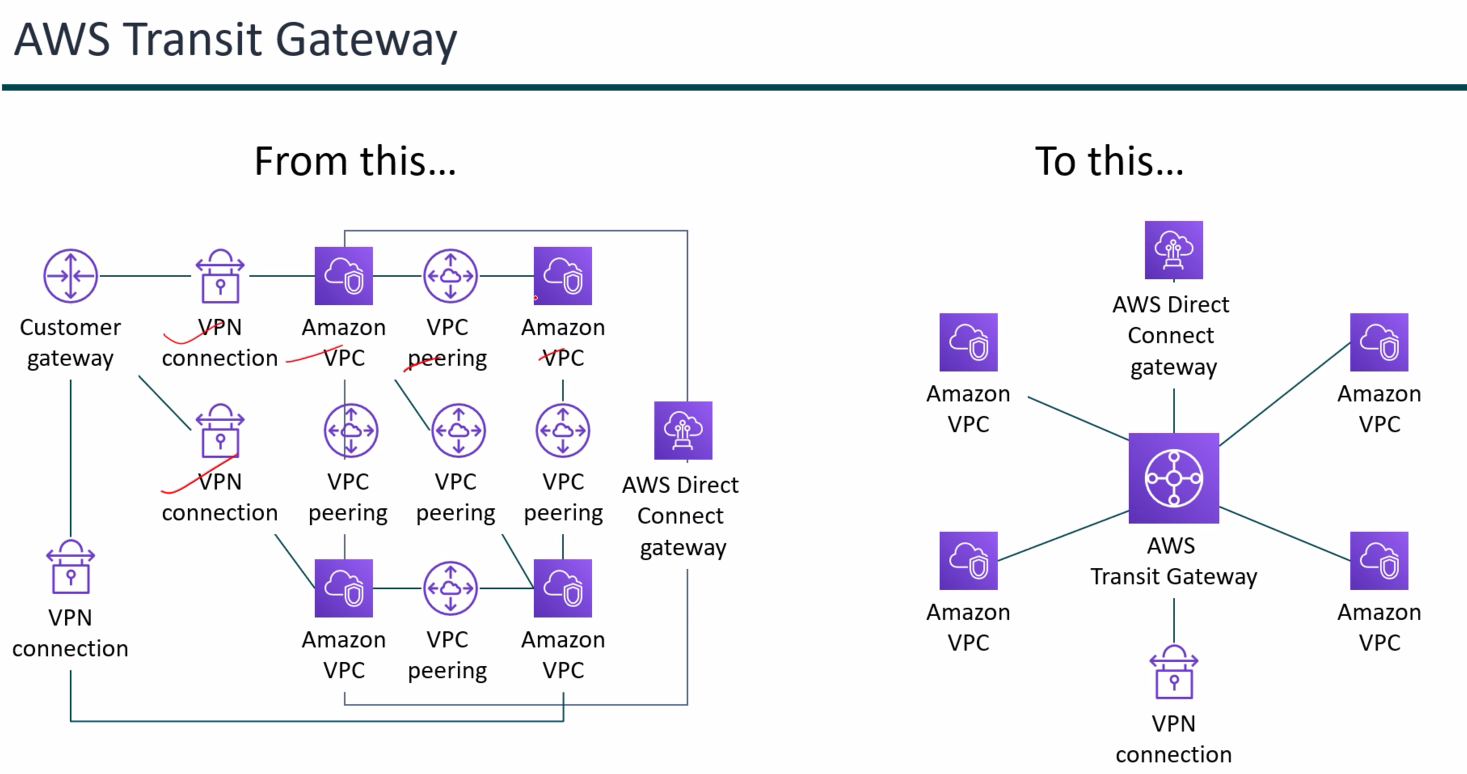 AWS Transit Gateway
From this...
To this...
Customer
gateway
VPN
connection
Amazon
VPC
VPC
peering
Amazon
VPC
VPN
connection
VPC
peering
VPC
peering
VPC
peering
AWS Direct
Connect
gateway
VPN
connection
Amazon
VPC
VPC
peering
Amazon
VPC
AWS Direct
Connect
gateway
Amazon
VPC
Amazon
VPC
AWS
Transit Gateway
Amazon
VPC
Amazon
VPC
VPN
connection